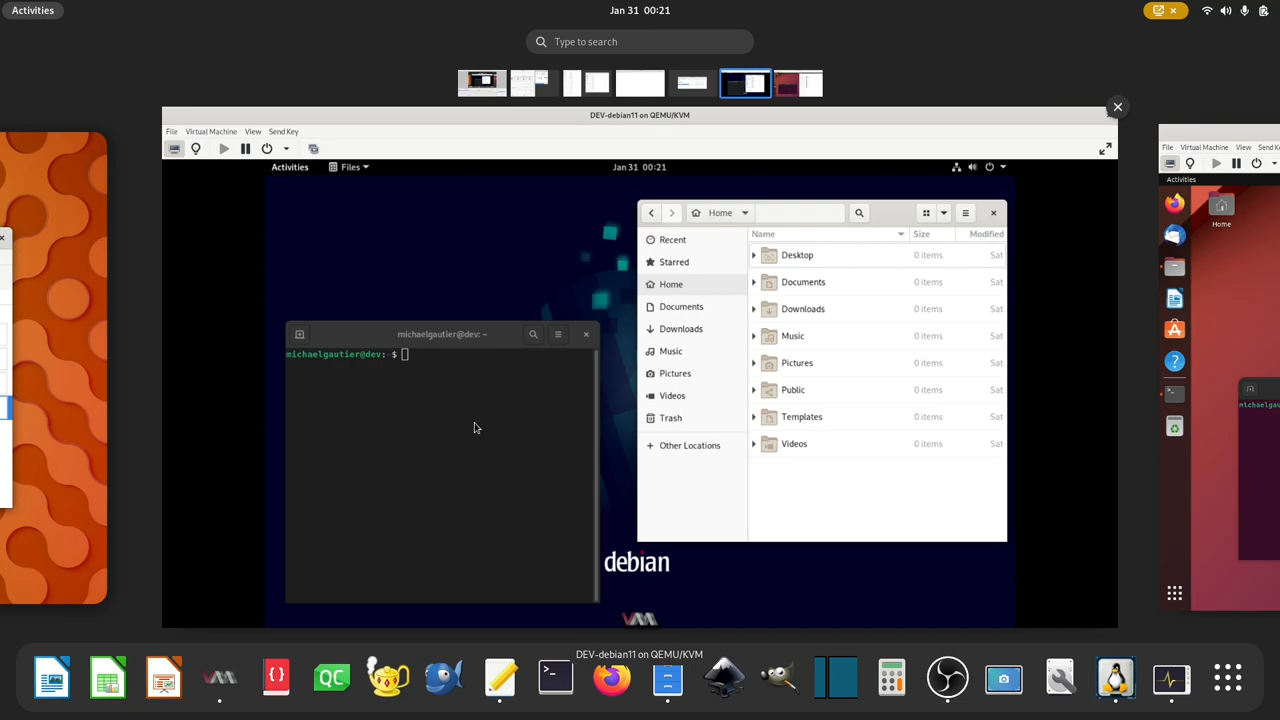 Activities
Jan 31 00:21
Type to search
DEV-debian11 on QEMU/KVM
File Virtual Machine View Send Key
Activities Files Jan 31 00:21
Home
Name Size Modified
Recent
Starred
Home
Documents
Downloads
Music
Pictures
Videos
Trash
Other Locations
Desktop 0 items Sat
Documents 0 items Sat
Downloads 0 items Sat
Music 0 items Sat
Pictures 0 items Sat
Public 0 items Sat
Templates 0 items Sat
Videos 0 items Sat
michaelgautier@dev: ~
michaelgautier@dev:~$
debian
File Virtual Machine View Send K
Activities
Home
michaelgau
DEV-debian11 on QEMU/KVM
QC